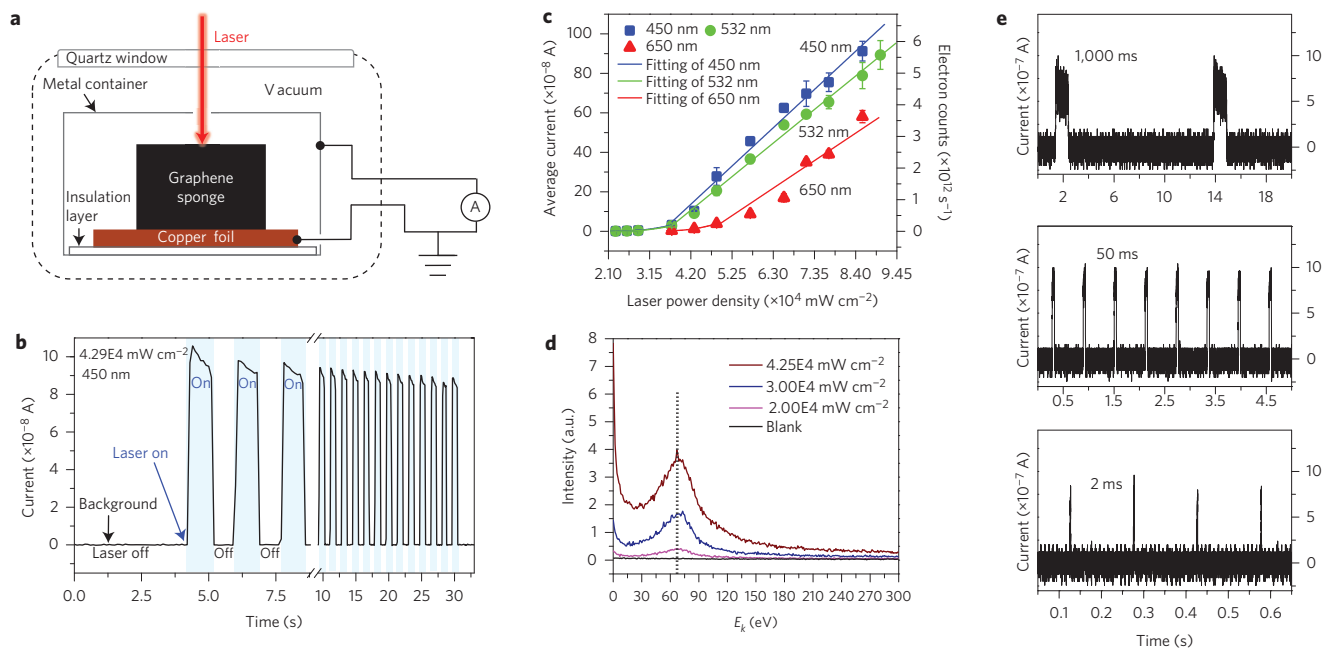 a
Laser
Quartz window
Metal container
Vacuum
Graphene
sponge
Insulation
layer
Copper foil
A
b
4.29E4 mW cm−2
450 nm
On
On
On
Laser on
Background
Laser off
Off
Off
10
8
6
4
2
0
Current (×10−8 A)
0.0 2.5 5.0 7.5 10 15 20 25 30
Time (s)
c
450 nm 532 nm
650 nm
Fitting of 450 nm
Fitting of 532 nm
Fitting of 650 nm
450 nm
532 nm
650 nm
100
80
60
40
20
0
Average current (×10−8 A)
6
5
4
3
2
1
0
Electron counts (×1012 s−1)
2.10 3.15 4.20 5.25 6.30 7.35 8.40 9.45
Laser power density (×104 mW cm−2)
d
4.25E4 mW cm−2
3.00E4 mW cm−2
2.00E4 mW cm−2
Blank
8
7
6
5
4
3
2
1
0
Intensity (a.u.)
0 30 60 90 120 150 180 210 240 270 300
Ek (eV)
e
1,000 ms
10
5
0
Current (×10−7 A)
2 6 10 14 18
50 ms
10
5
0
Current (×10−7 A)
0.5 1.5 2.5 3.5 4.5
2 ms
10
5
0
Current (×10−7 A)
0.1 0.2 0.3 0.4 0.5 0.6
Time (s)